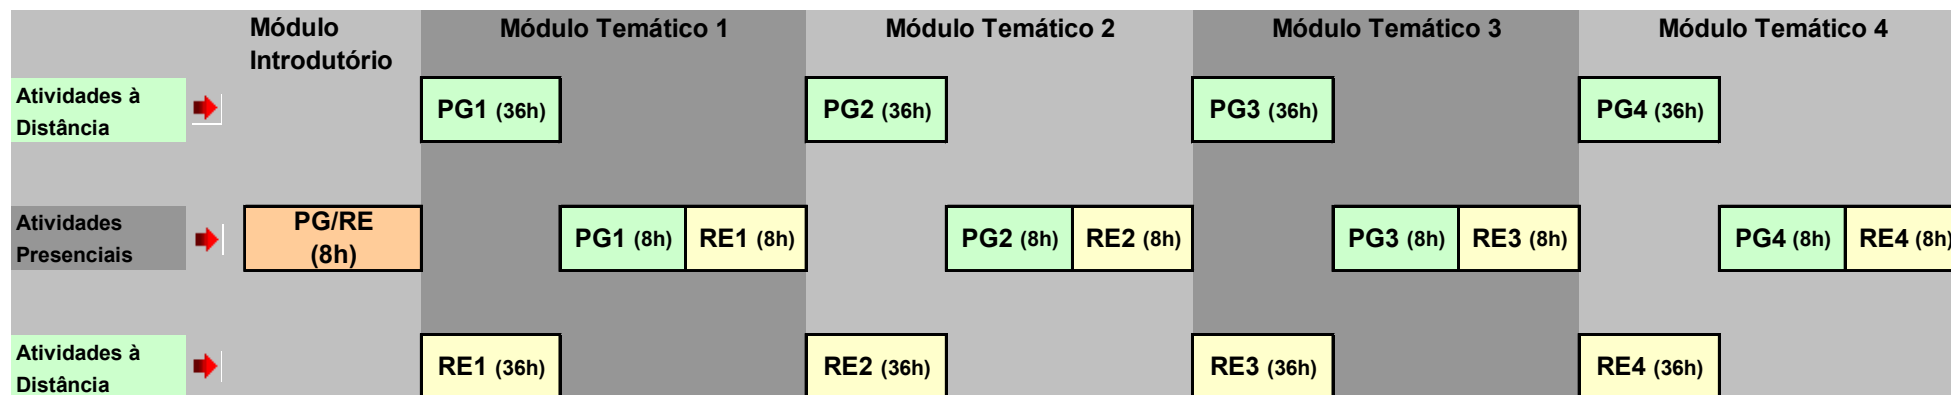 Módulo Introdutório
Módulo Temático 1
Módulo Temático 2
Módulo Temático 3
Módulo Temático 4
Atividades à
Distância
PG1 (36h)
PG2 (36h)
PG3 (36h)
PG4 (36h)
Atividades
Presenciais
PG/RE
(8h)
PG1 (8h)
RE1 (8h)
PG2 (8h)
RE2 (8h)
PG3 (8h)
RE3 (8h)
PG4 (8h)
RE4 (8h)
Atividades à
Distância
RE1 (36h)
RE2 (36h)
RE3 (36h)
RE4 (36h)